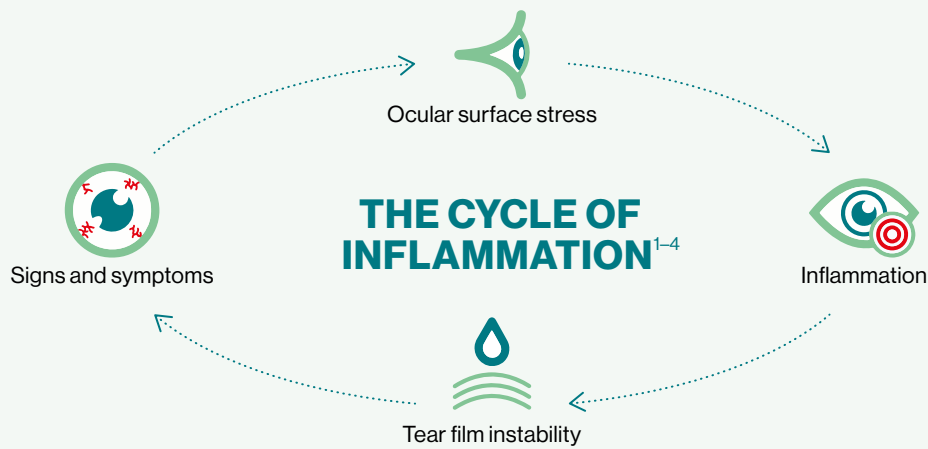 Ocular surface stress
THE CYCLE OF
INFLAMMATION1–4
Signs and symptoms
Inflammation
Tear film instability